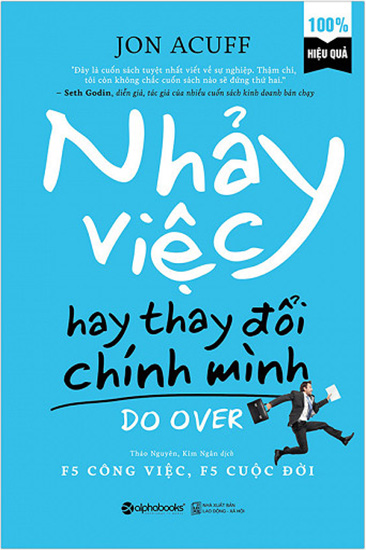 JON ACUFF
100%
HIỆU QUẢ
"Đây là cuốn sách tuyệt nhất viết về sự nghiệp. Thậm chí,
tôi còn không chắc cuốn sách nào sẽ đứng thứ hai."
– Seth Godin, diễn giả, tác giả của nhiều cuốn sách kinh doanh bán chạy
Nhảy
việc
hay thay đổi
chính mình
DO OVER
Thảo Nguyên, Kim Ngân dịch
F5 CÔNG VIỆC, F5 CUỘC ĐỜI
alphabooks
NHÀ XUẤT BẢN
LAO ĐỘNG - XÃ HỘI